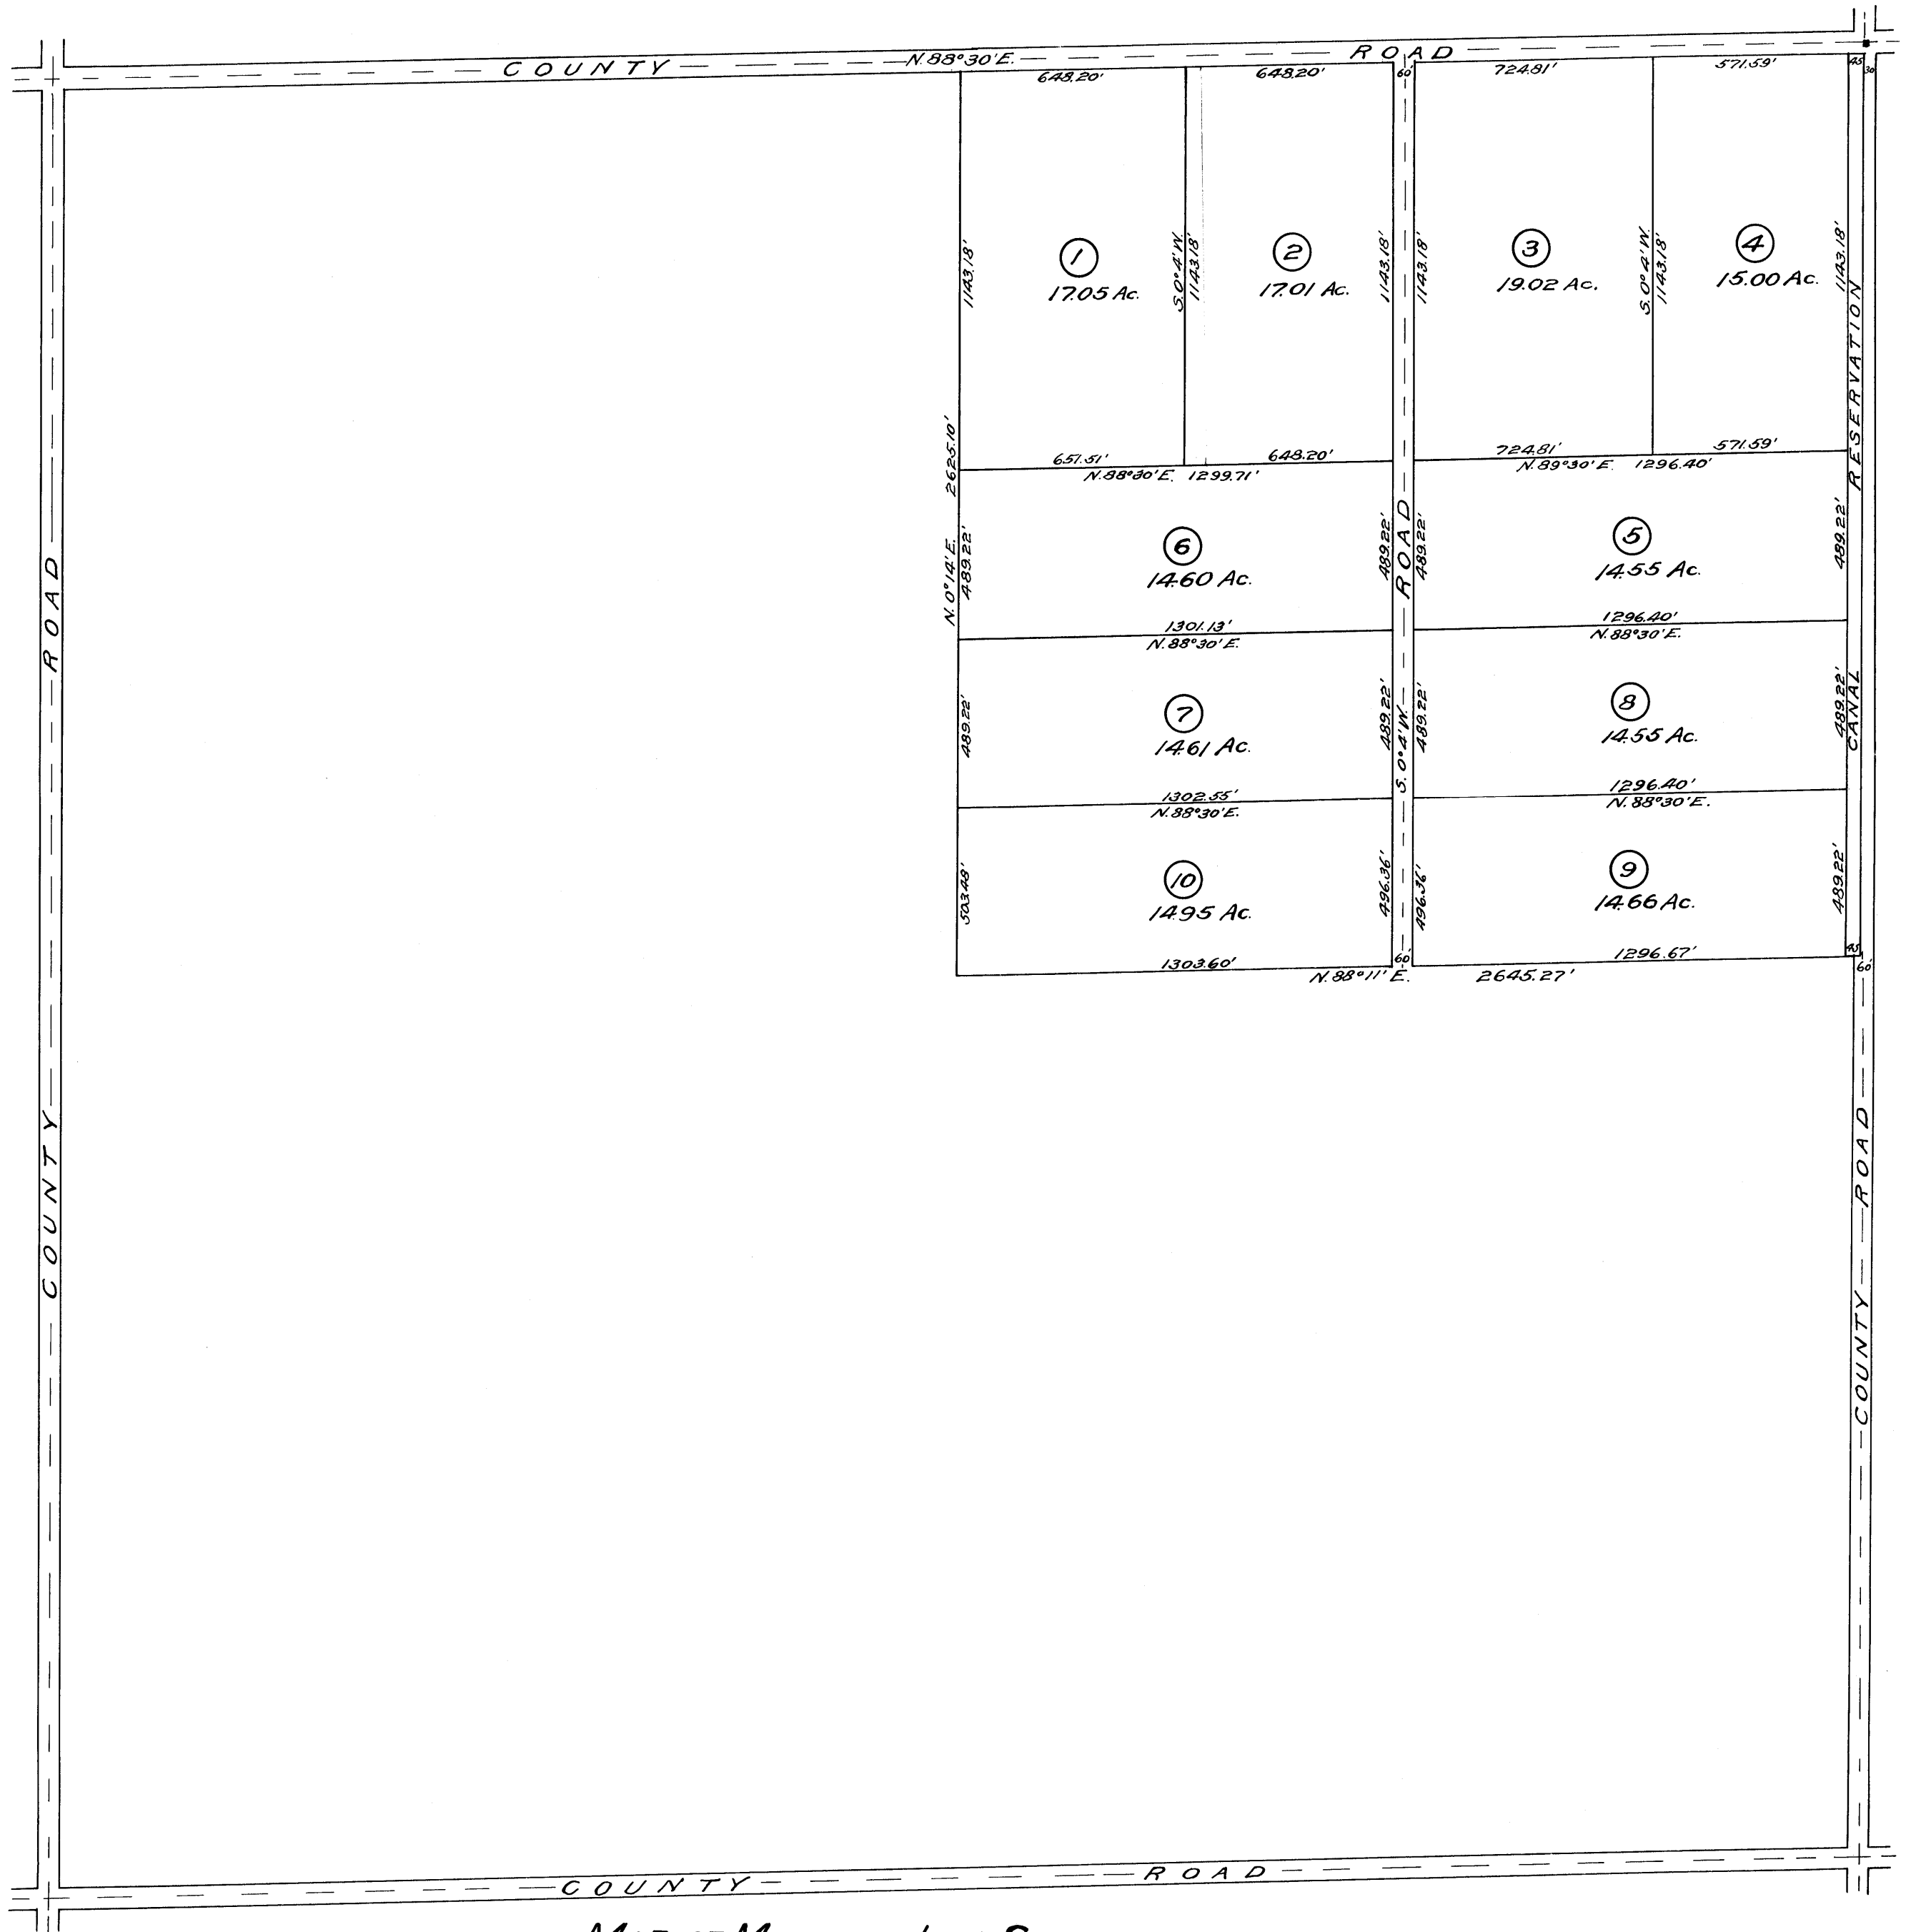 COUNTY
N.88°30'E.
ROAD
648.20'
648.20'
60'
724.81'
571.59'
45
30
1143.18'
1
17.05 Ac.
S.0°4'W.
1143.18'
2
17.01 Ac.
1143.18'
1143.18'
3
19.02 Ac.
S.0°4'W.
1143.18'
4
15.00 Ac.
1143.18'
651.51'
648.20'
724.81'
571.59'
N.88°30'E. 1299.71'
N.89°30'E. 1296.40'
N.0°14'E. 2625.10'
CANAL RESERVATION
489.22'
6
14.60 Ac.
489.22'
S.0°4'W. ROAD
489.22'
5
14.55 Ac.
489.22'
1301.13'
N.88°30'E.
1296.40'
N.88°30'E.
489.22'
7
14.61 Ac.
489.22'
489.22'
8
14.55 Ac.
489.22'
1302.55'
N.88°30'E.
1296.40'
N.88°30'E.
503.48'
10
14.95 Ac.
496.36'
496.36'
9
14.66 Ac.
489.22'
1303.60'
60'
1296.67'
45
60'
N.88°11'E. 2645.27'
COUNTY ROAD
COUNTY ROAD
COUNTY ROAD